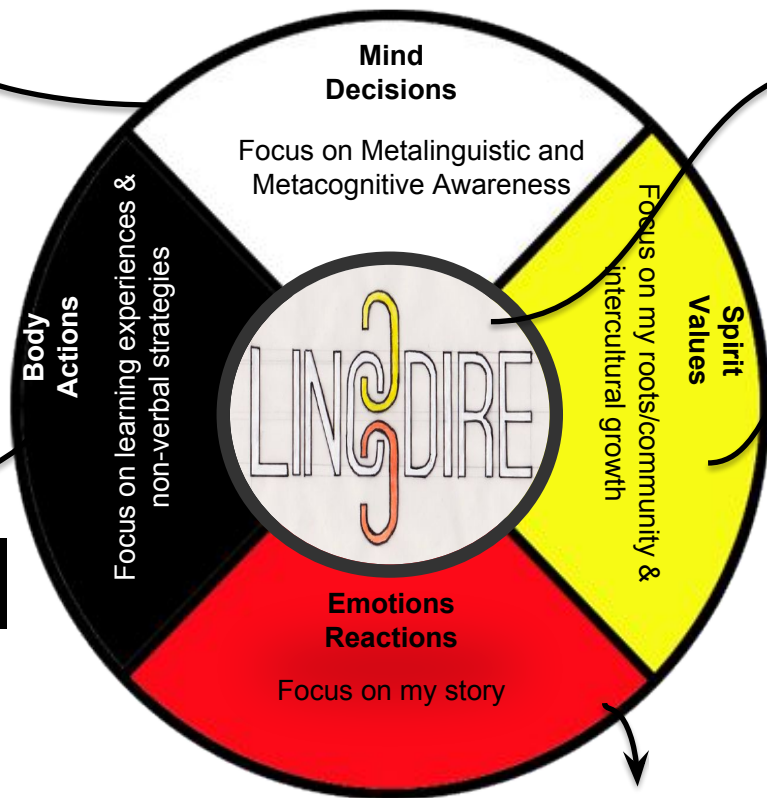 Mind
Decisions
Focus on Metalinguistic and
Metacognitive Awareness
Body
Actions
Focus on learning experiences &
non-verbal strategies
LINCDIRE
Spirit
Values
Focus on my roots/community &
intercultural growth
Emotions
Reactions
Focus on my story